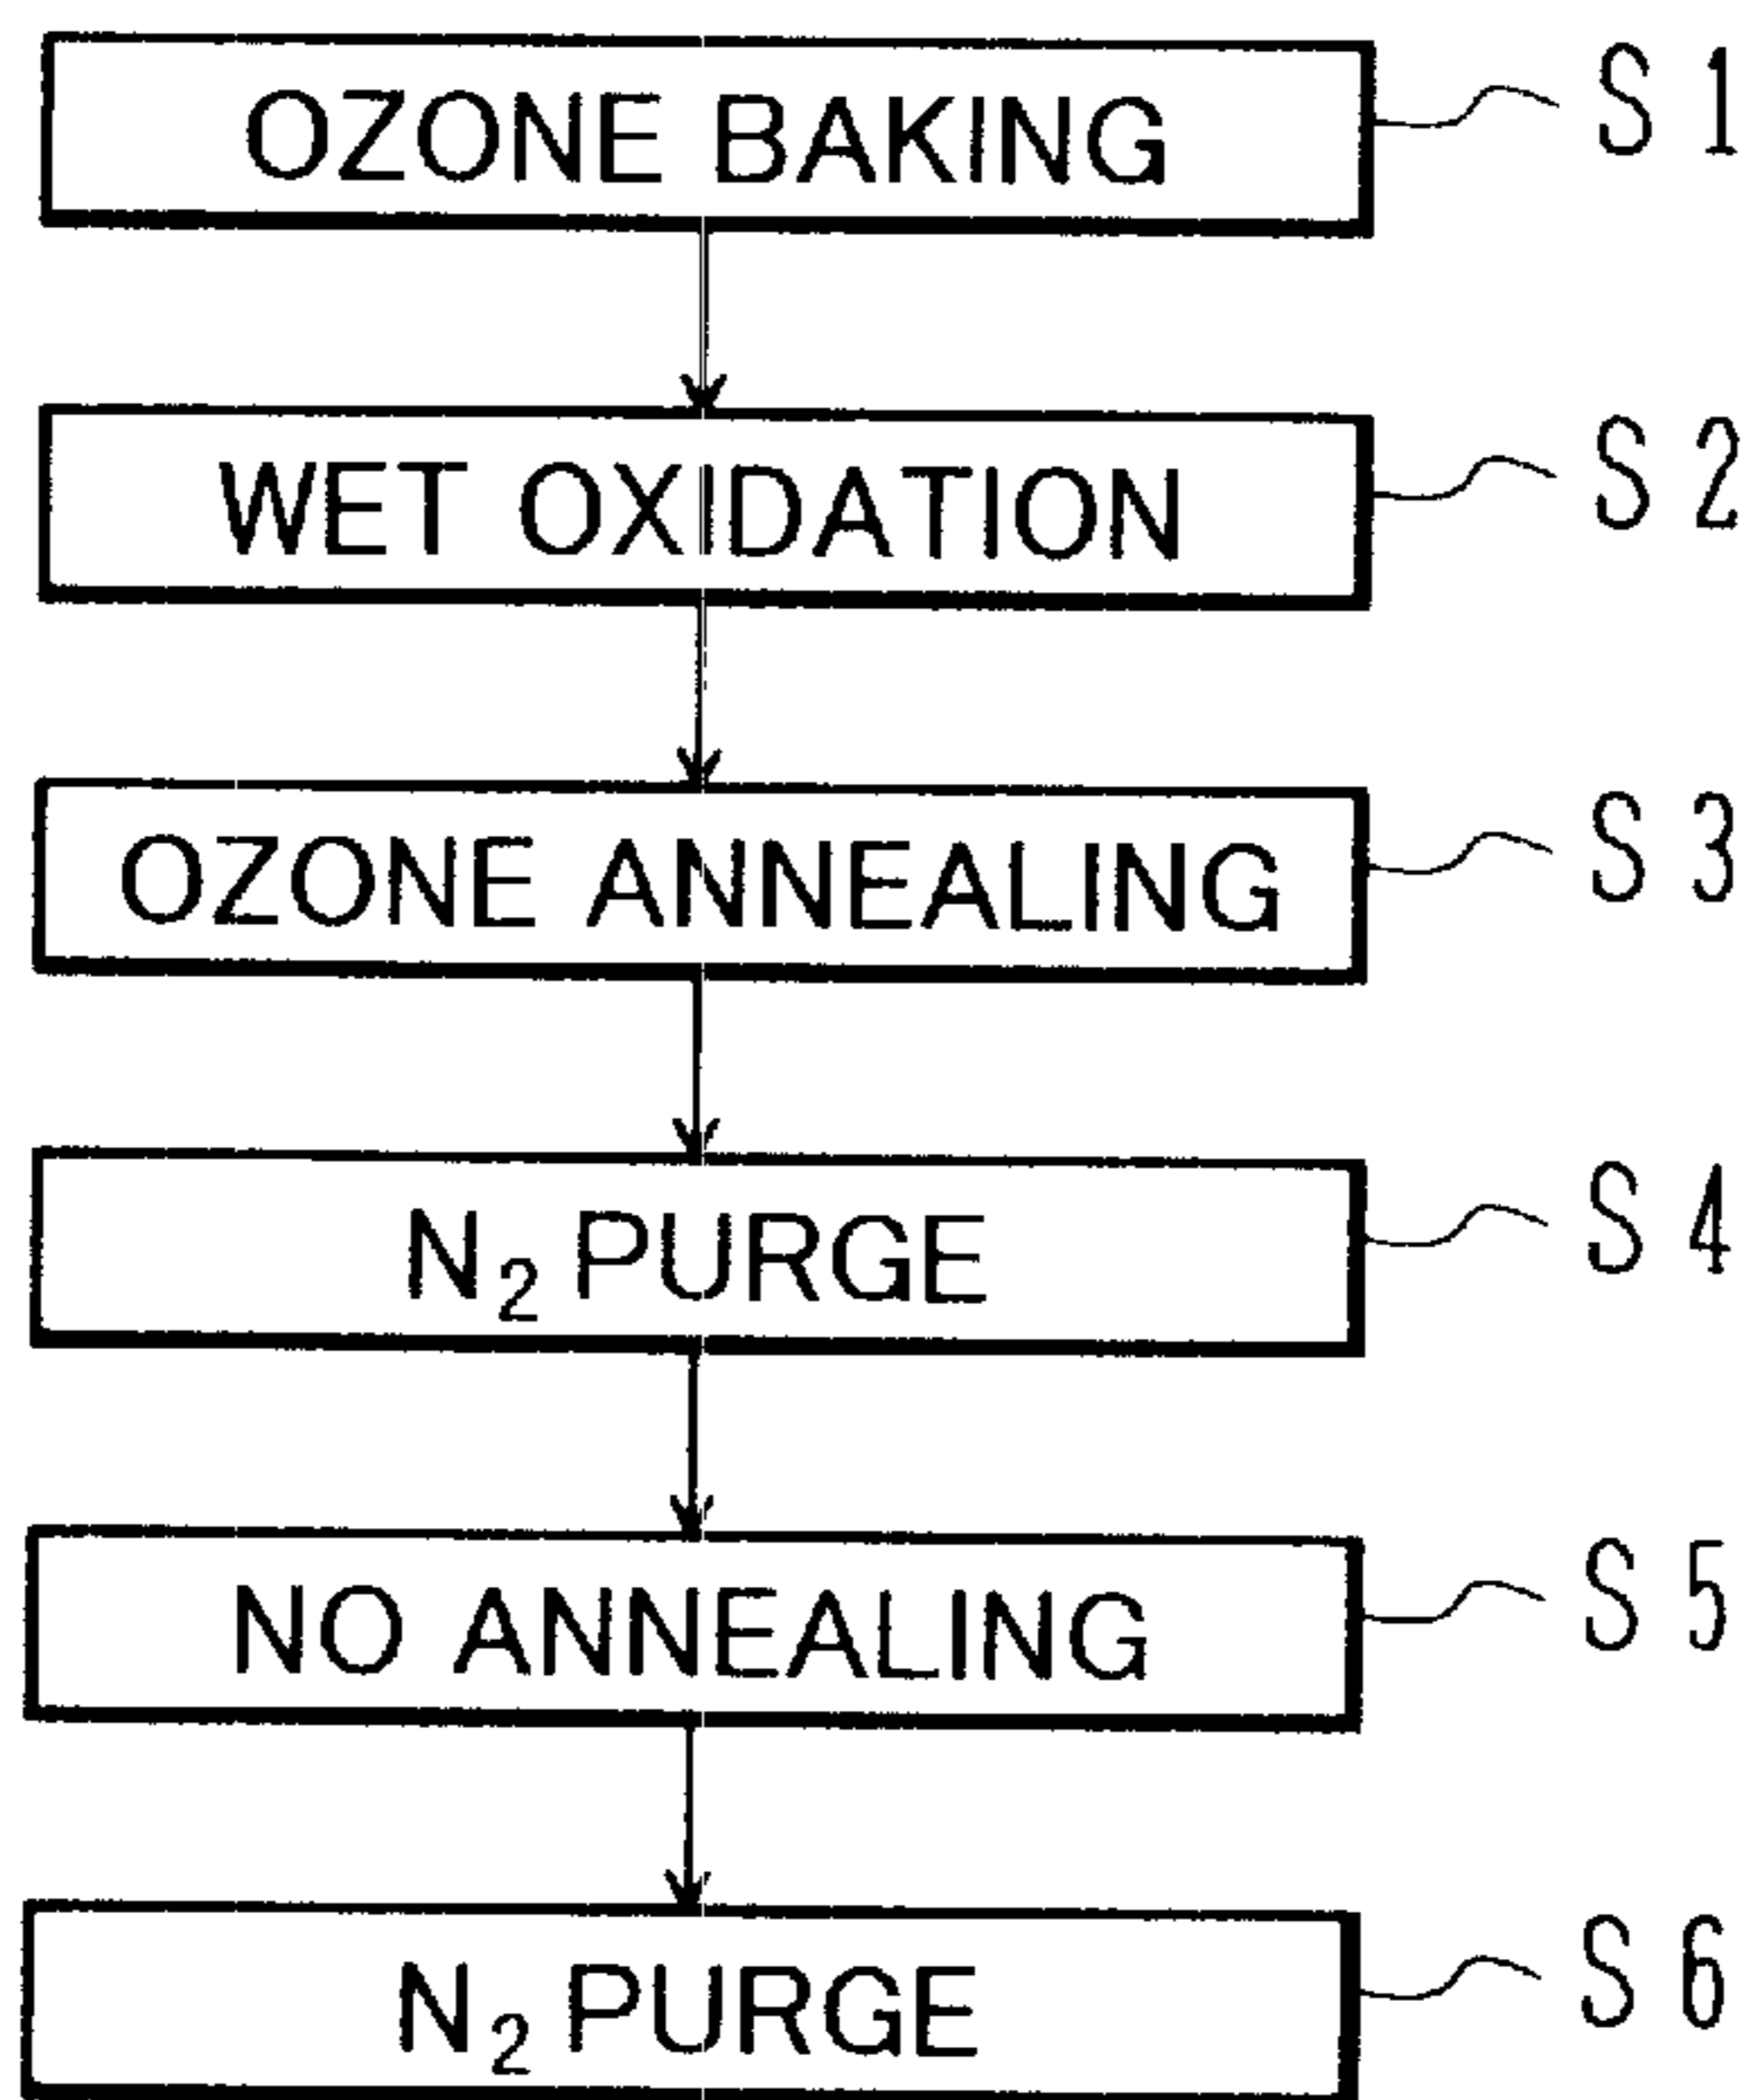 OZONE BAKING S1
WET OXIDATION S2
OZONE ANNEALING S3
N₂ PURGE S4
NO ANNEALING S5
N₂ PURGE S6